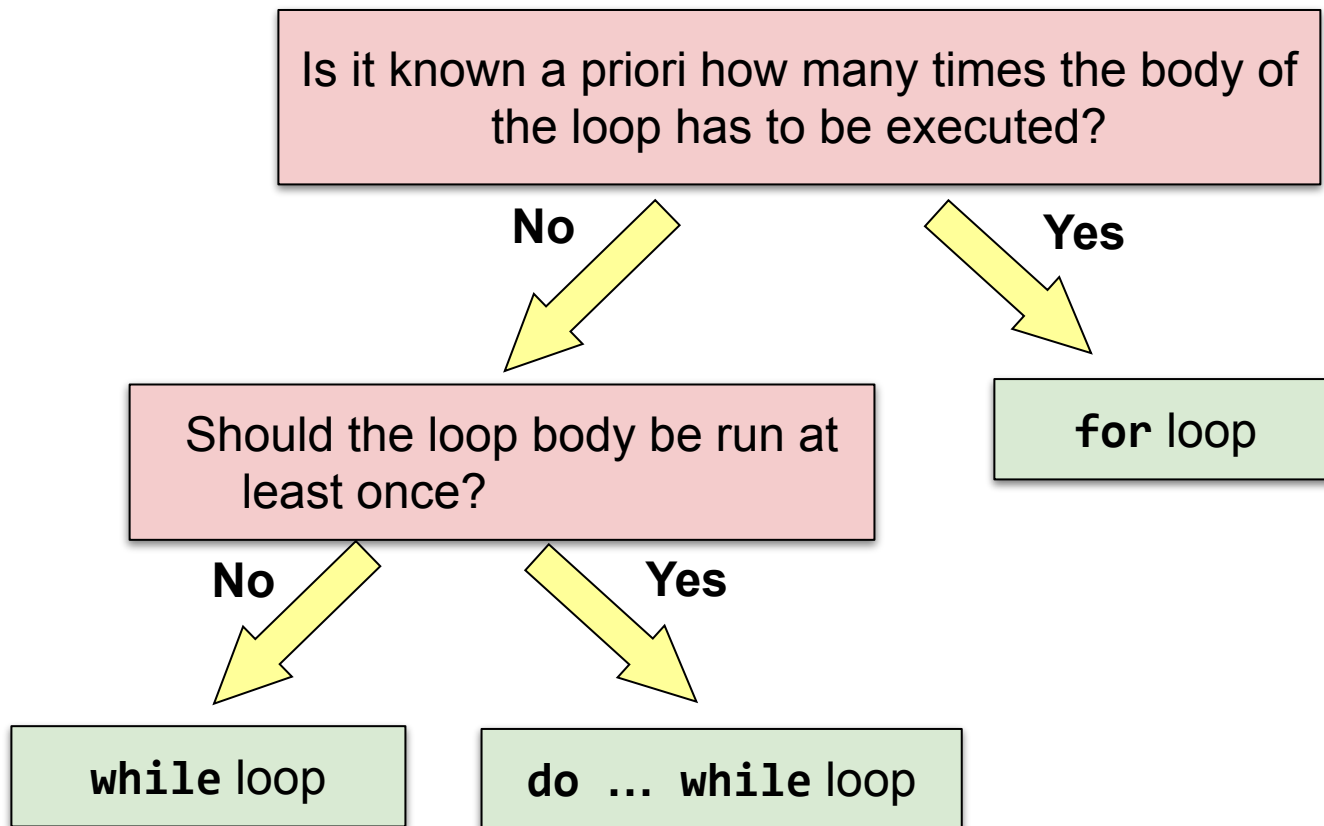 Is it known a priori how many times the body of
the loop has to be executed?
No
Yes
Should the loop body be run at
least once?
for loop
No
Yes
while loop
do ... while loop